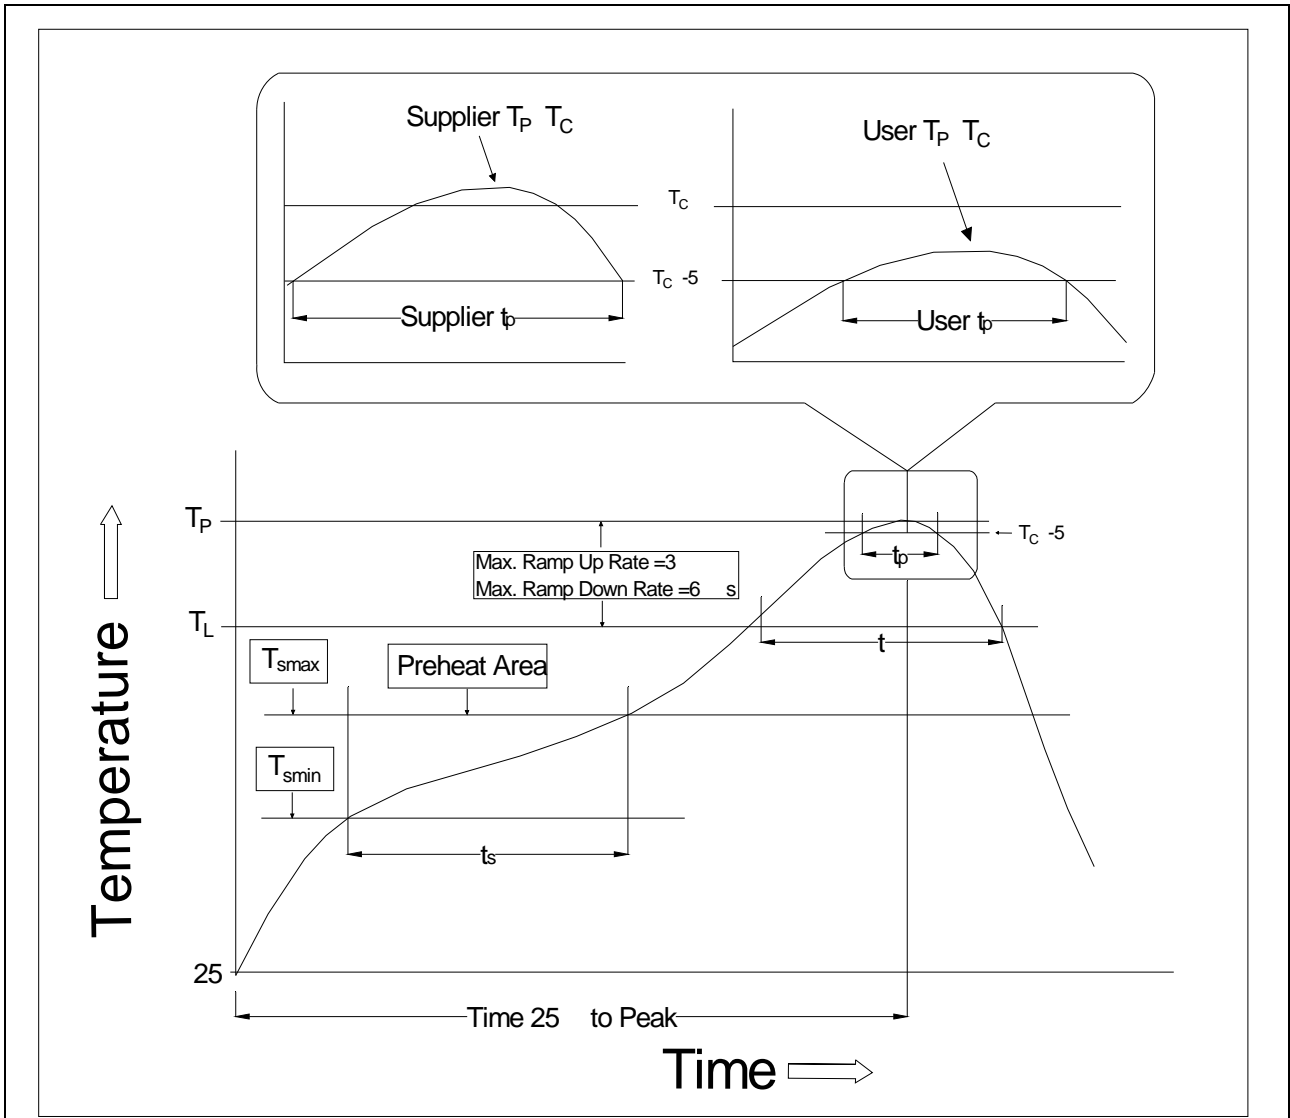 Supplier TP TC
User TP TC
TC
TC -5
Supplier tp
User tp
TP
TC -5
tp
Max. Ramp Up Rate =3
Max. Ramp Down Rate =6 s
TL
t
Tsmax
Preheat Area
Tsmin
ts
Temperature
25
Time 25 to Peak
Time